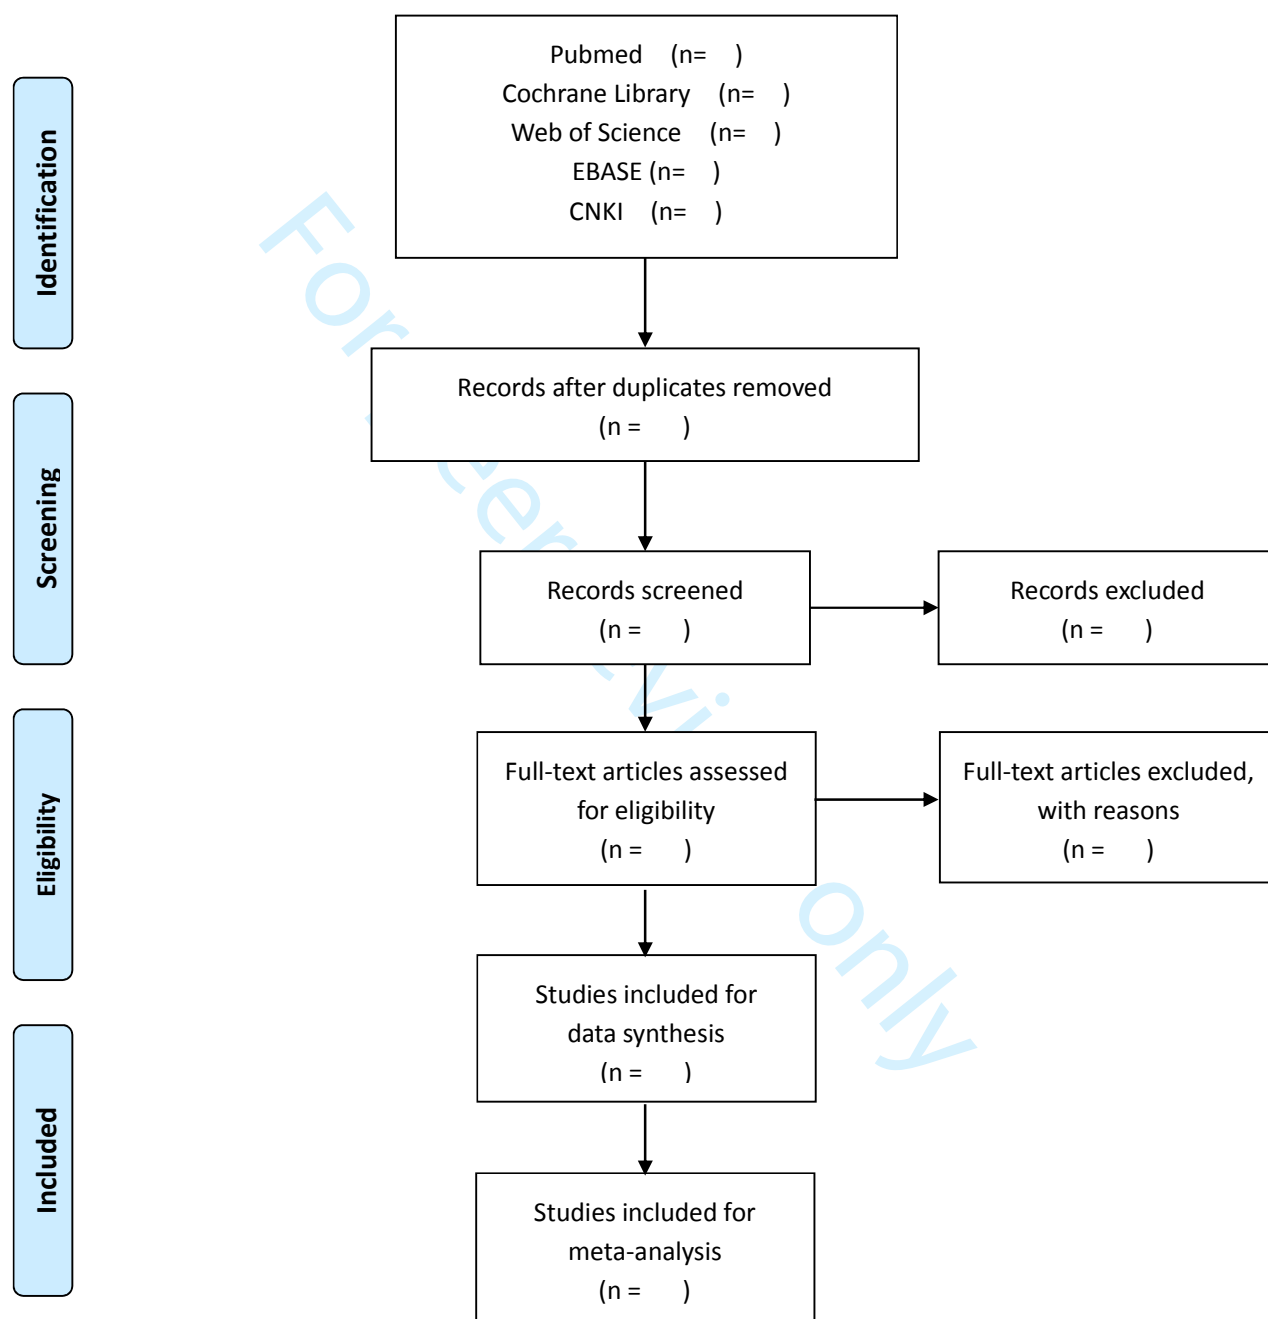 Identification
Pubmed (n= )
Cochrane Library (n= )
Web of Science (n= )
EBASE (n= )
CNKI (n= )
Records after duplicates removed
(n = )
Screening
Records screened
(n = )
Records excluded
(n = )
Eligibility
Full-text articles assessed
for eligibility
(n = )
Full-text articles excluded,
with reasons
(n = )
Studies included for
data synthesis
(n = )
Included
Studies included for
meta-analysis
(n = )
For peer review only